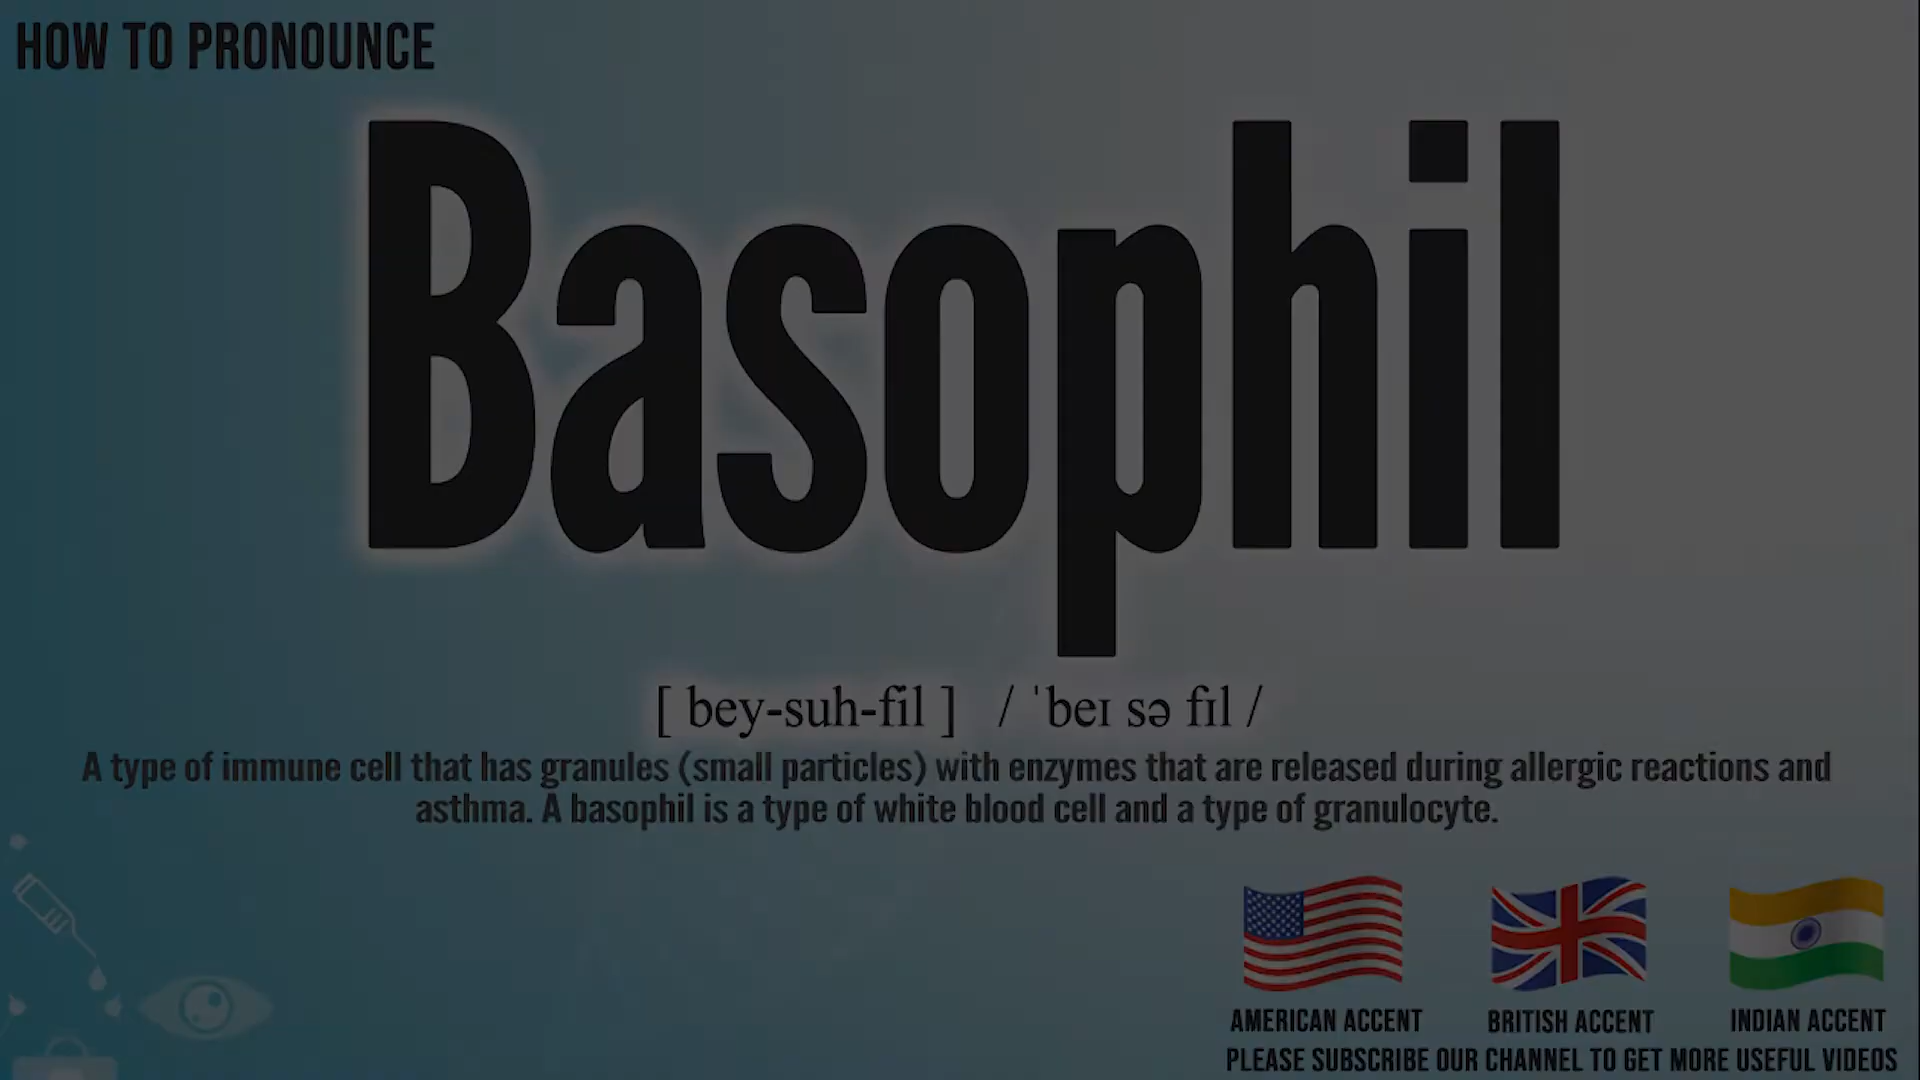 HOW TO PRONOUNCE
Basophil
[ bey-suh-fil ] / ˈbeɪ sə fɪl /
A type of immune cell that has granules (small particles) with enzymes that are released during allergic reactions and
asthma. A basophil is a type of white blood cell and a type of granulocyte.
AMERICAN ACCENT BRITISH ACCENT INDIAN ACCENT
PLEASE SUBSCRIBE OUR CHANNEL TO GET MORE USEFUL VIDEOS